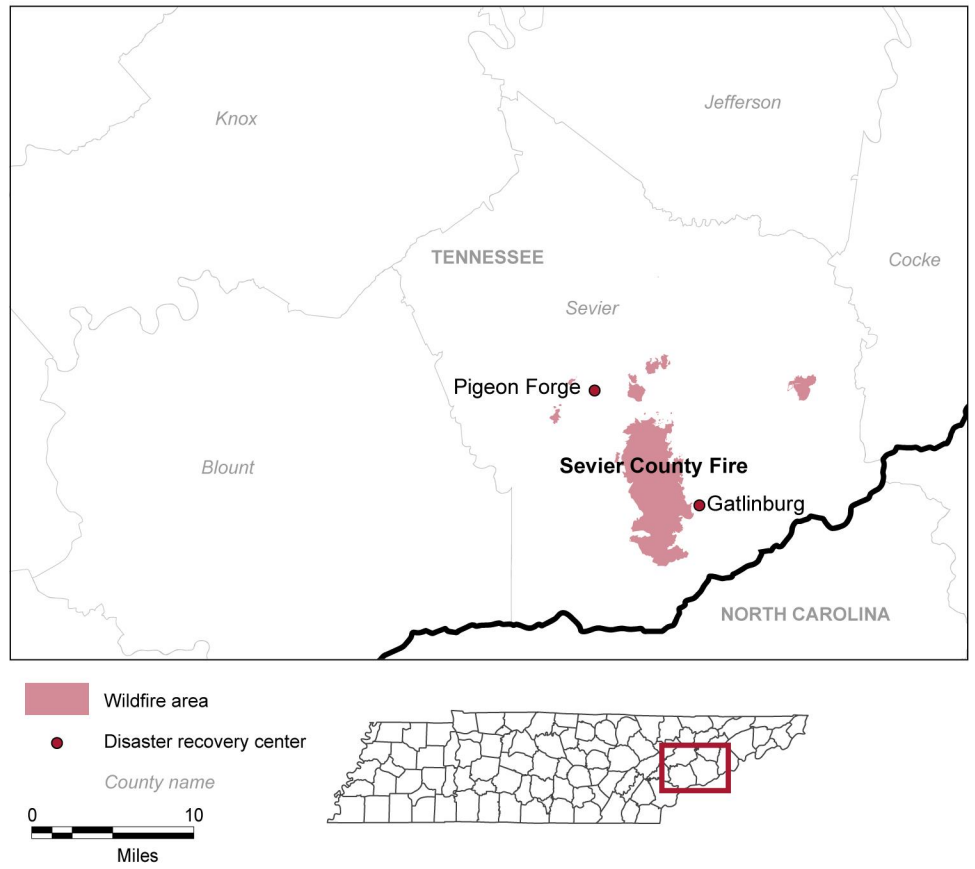 Knox
Jefferson
TENNESSEE
Cocke
Sevier
Pigeon Forge
Blount
Sevier County Fire
Gatlinburg
NORTH CAROLINA
Wildfire area
Disaster recovery center
County name
0 10
Miles